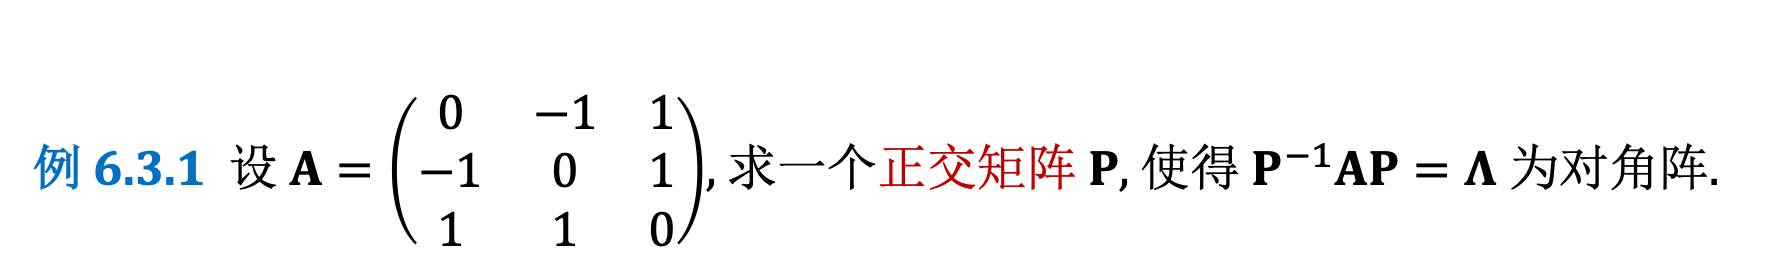 例 6.3.1 设 A = ( 0 −1 1 ; −1 0 1 ; 1 1 0 ), 求一个正交矩阵 P, 使得 P⁻¹AP = Λ 为对角阵.